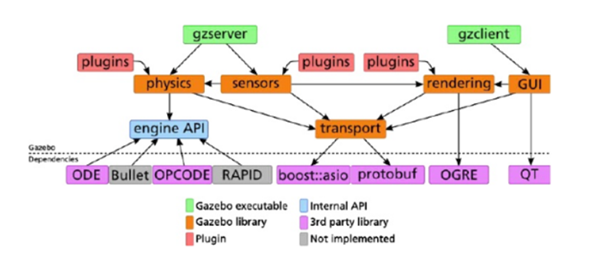 gzserver
gzclient
plugins
plugins
plugins
physics
sensors
rendering
GUI
engine API
transport
Gazebo
Dependencies
ODE
Bullet
OPCODE
RAPID
boost::asio
protobuf
OGRE
QT
Gazebo executable
Internal API
Gazebo library
3rd party library
Plugin
Not implemented